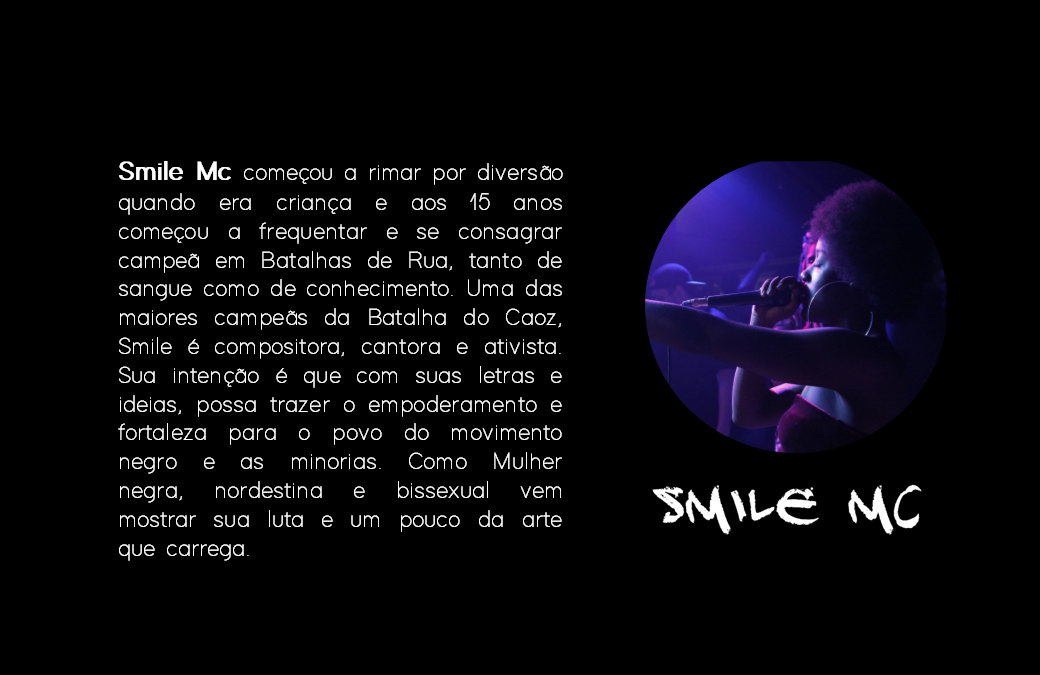 Smile Mc começou a rimar por diversão
quando era criança e aos 15 anos
começou a frequentar e se consagrar
campeã em Batalhas de Rua, tanto de
sangue como de conhecimento. Uma das
maiores campeãs da Batalha do Caoz,
Smile é compositora, cantora e ativista.
Sua intenção é que com suas letras e
ideias, possa trazer o empoderamento e
fortaleza para o povo do movimento
negro e as minorias. Como Mulher
negra, nordestina e bissexual vem
mostrar sua luta e um pouco da arte
que carrega.
SMILE MC